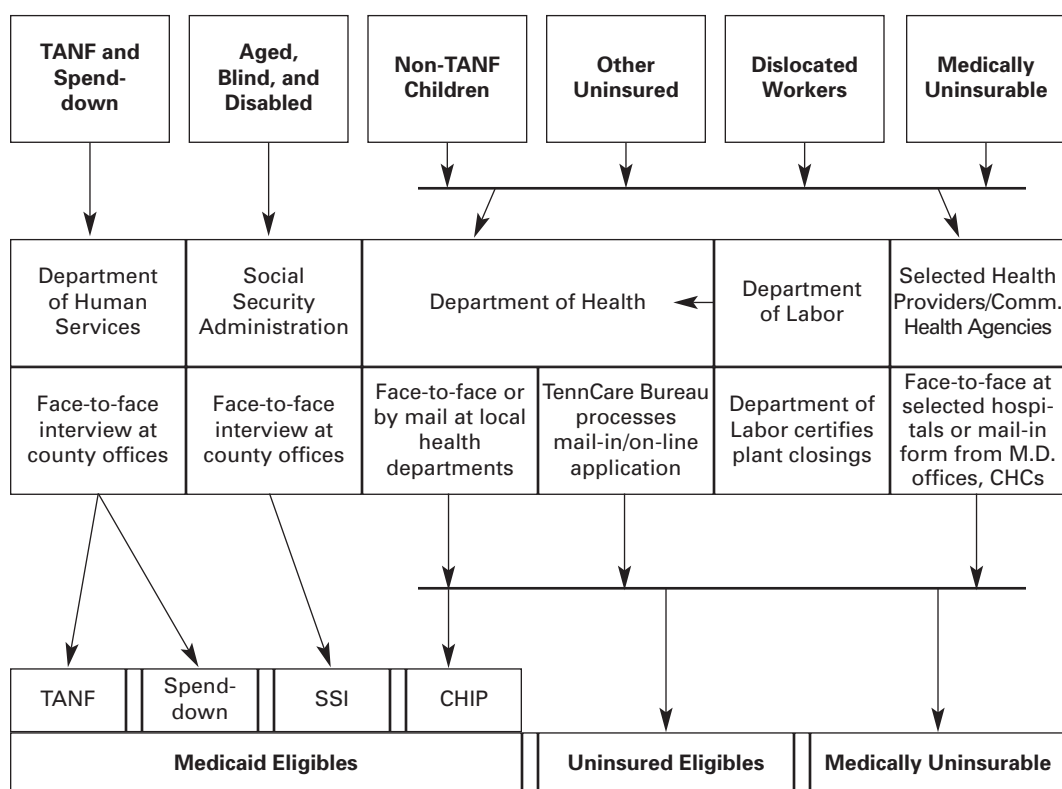 TANF and
Spend-
down
Aged,
Blind, and
Disabled
Non-TANF
Children
Other
Uninsured
Dislocated
Workers
Medically
Uninsurable
Department
of Human
Services
Social
Security
Administration
Department of Health
Department
of Labor
Selected Health
Providers/Comm.
Health Agencies
Face-to-face
interview at
county offices
Face-to-face
interview at
county offices
Face-to-face or
by mail at local
health
departments
TennCare Bureau
processes
mail-in/on-line
application
Department of
Labor certifies
plant closings
Face-to-face at
selected hospi-
tals or mail-in
form from M.D.
offices, CHCs
TANF
Spend-
down
SSI
CHIP
Medicaid Eligibles
Uninsured Eligibles
Medically Uninsurable